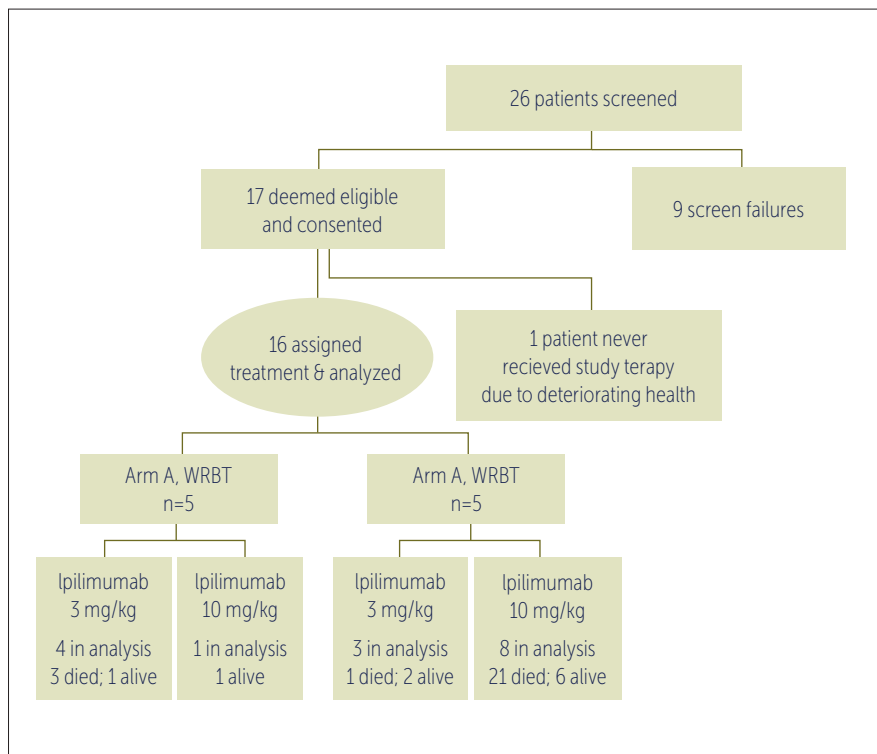 26 patients screened
17 deemed eligible
and consented
9 screen failures
16 assigned
treatment & analyzed
1 patient never
recieved study terapy
due to deteriorating health
Arm A, WRBT
n=5
Arm A, WRBT
n=5
Ipilimumab
3 mg/kg
4 in analysis
3 died; 1 alive
Ipilimumab
10 mg/kg
1 in analysis
1 alive
Ipilimumab
3 mg/kg
3 in analysis
1 died; 2 alive
Ipilimumab
10 mg/kg
8 in analysis
21 died; 6 alive